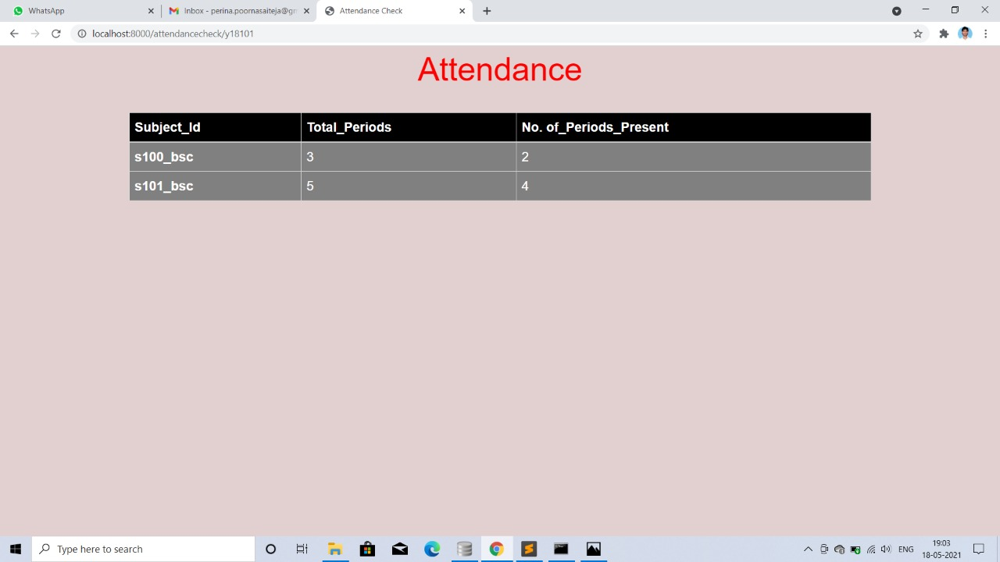 WhatsApp
Inbox - perina.poornasaiteja@gm
Attendance Check
localhost:8000/attendancecheck/y18101
Attendance
Subject_Id Total_Periods No. of_Periods_Present
s100_bsc 3 2
s101_bsc 5 4
Type here to search
ENG
19:03
18-05-2021